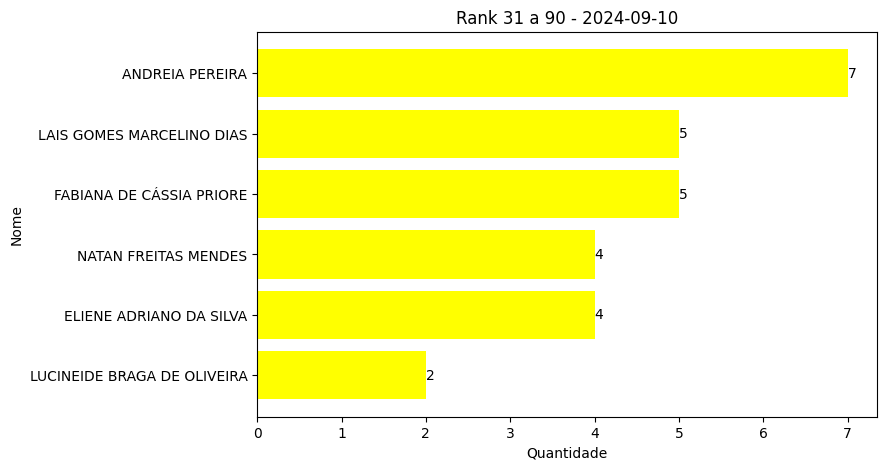 Rank 31 a 90 - 2024-09-10
ANDREIA PEREIRA
7
LAIS GOMES MARCELINO DIAS
5
FABIANA DE CÁSSIA PRIORE
5
NATAN FREITAS MENDES
4
ELIENE ADRIANO DA SILVA
4
LUCINEIDE BRAGA DE OLIVEIRA
2
Nome
0 1 2 3 4 5 6 7
Quantidade